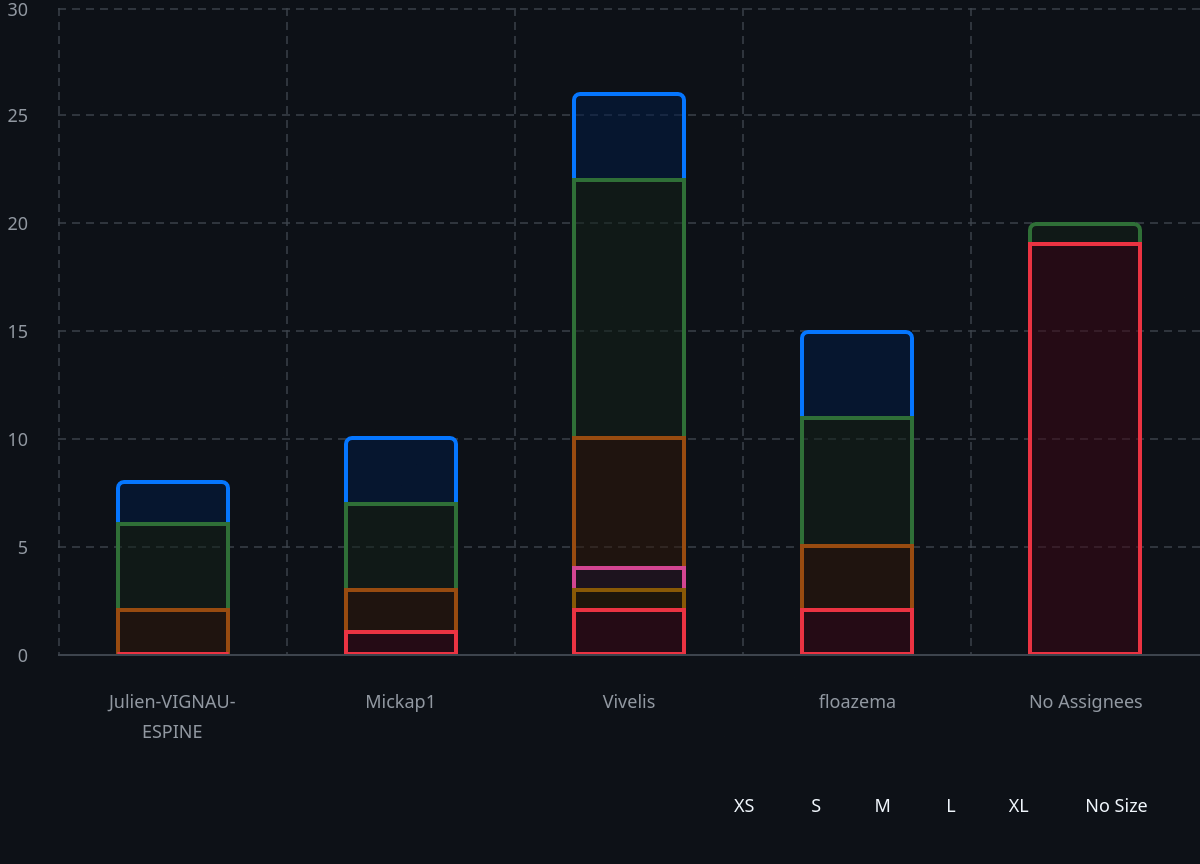 30
25
20
15
10
5
0
Julien-VIGNAU-
ESPINE
Mickap1
Vivelis
floazema
No Assignees
XS S M L XL No Size